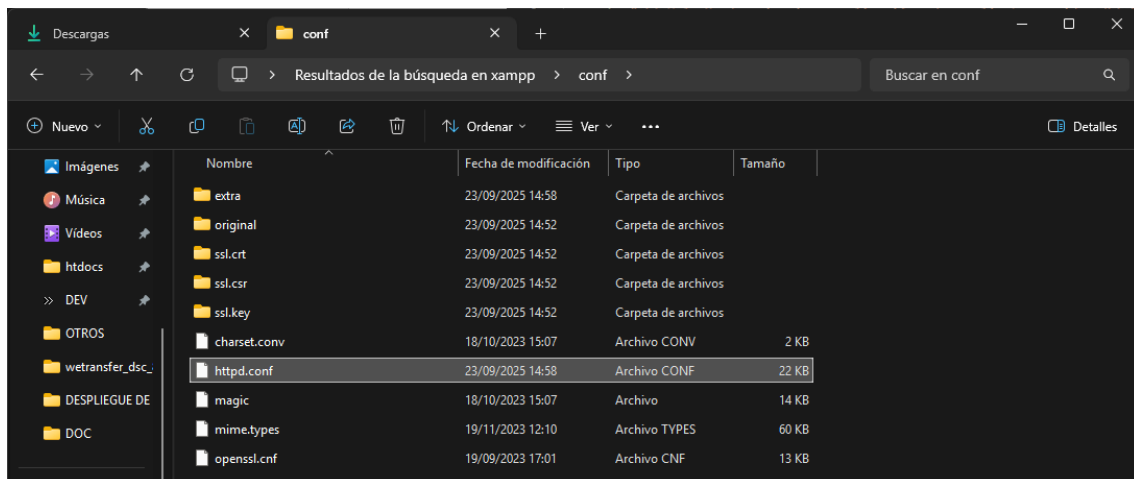 Descargas
conf
Resultados de la búsqueda en xampp > conf >
Buscar en conf
Nuevo
Ordenar
Ver
Detalles
Nombre Fecha de modificación Tipo Tamaño
Imágenes
Música
Vídeos
htdocs
DEV
OTROS
wetransfer_dsc_
DESPLIEGUE DE
DOC
extra 23/09/2025 14:58 Carpeta de archivos
original 23/09/2025 14:52 Carpeta de archivos
ssl.crt 23/09/2025 14:52 Carpeta de archivos
ssl.csr 23/09/2025 14:52 Carpeta de archivos
ssl.key 23/09/2025 14:52 Carpeta de archivos
charset.conv 18/10/2023 15:07 Archivo CONV 2 KB
httpd.conf 23/09/2025 14:58 Archivo CONF 22 KB
magic 18/10/2023 15:07 Archivo 14 KB
mime.types 19/11/2023 12:10 Archivo TYPES 60 KB
openssl.cnf 19/09/2023 17:01 Archivo CNF 13 KB